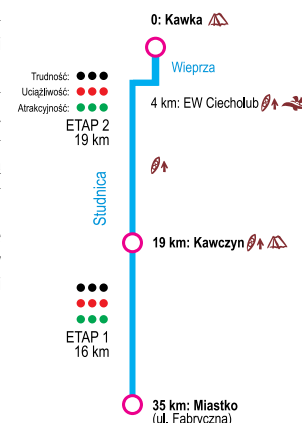 0: Kawka
Wieprza
Trudność:
Uciążliwość:
Atrakcyjność:
4 km: EW Ciecholub
ETAP 2
19 km
Studnica
19 km: Kawczyn
ETAP 1
16 km
35 km: Miastko
(ul. Fabryczna)